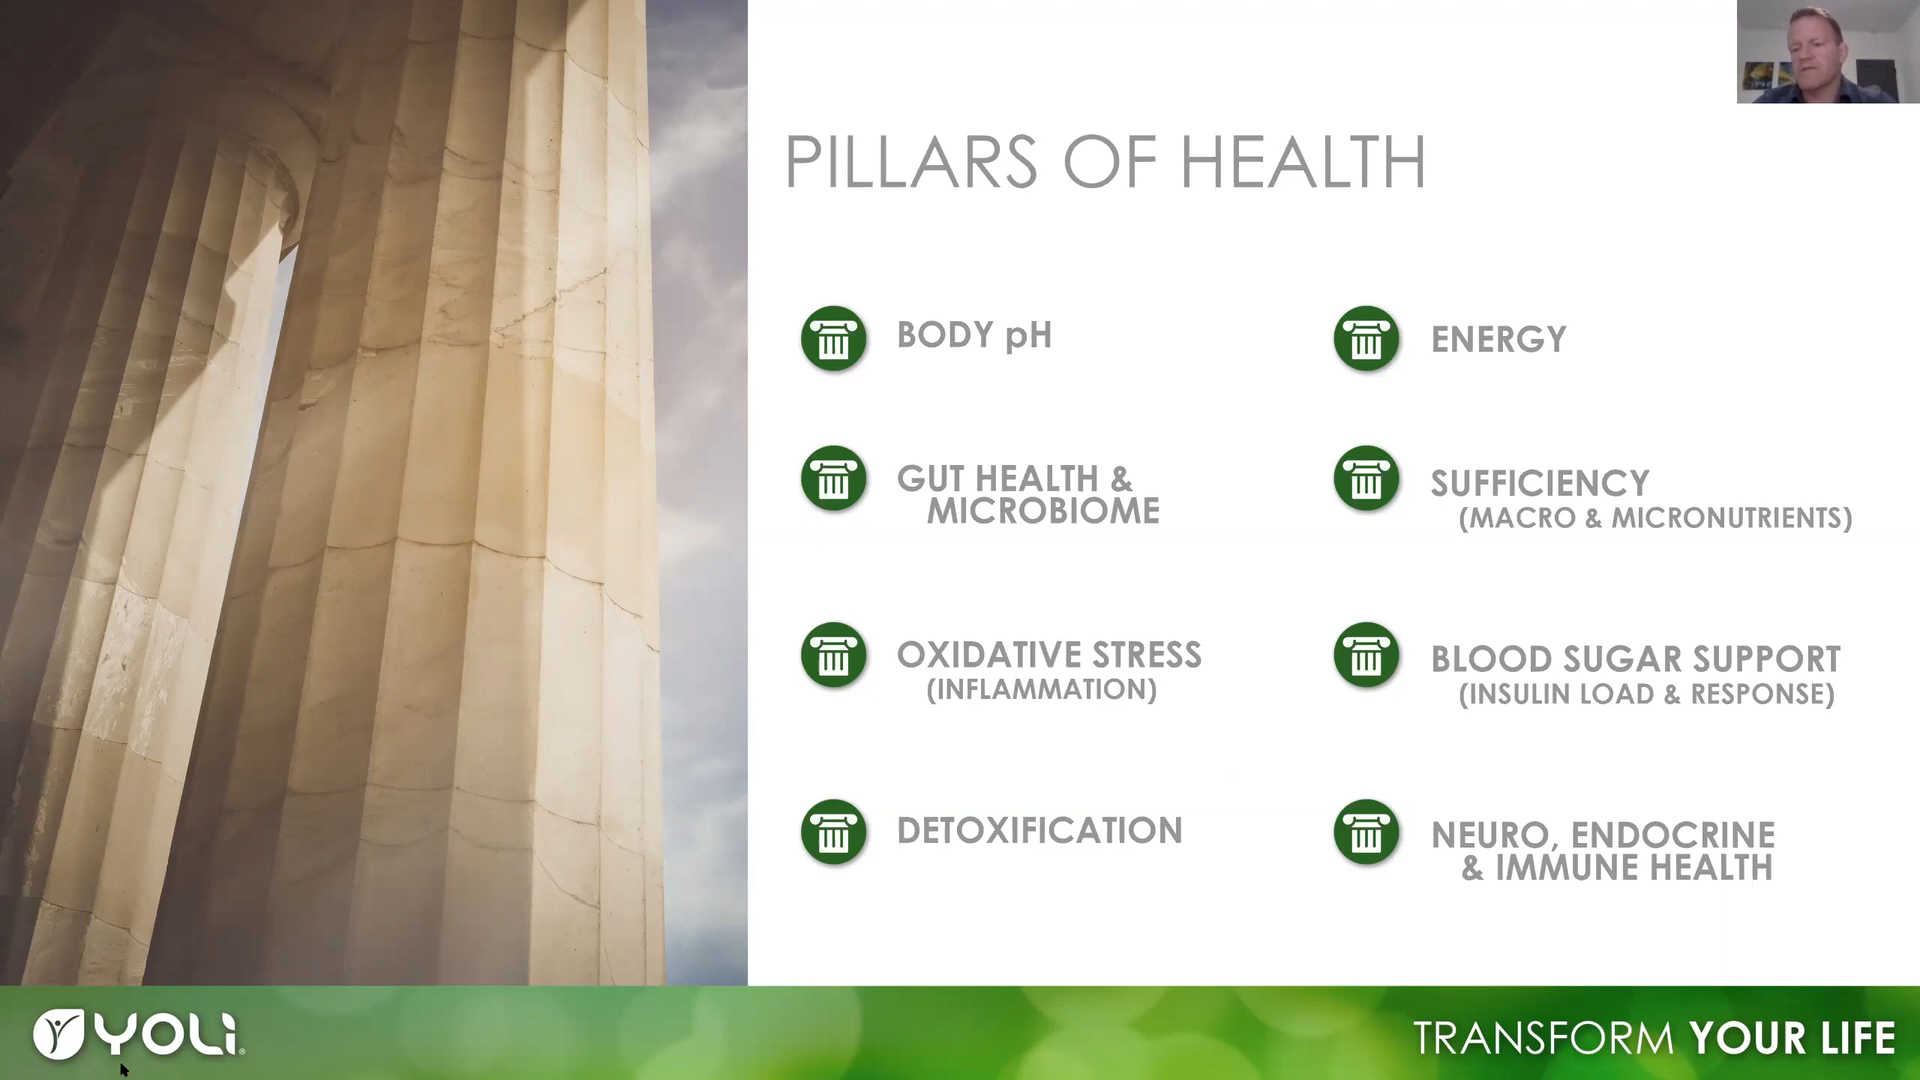 PILLARS OF HEALTH
BODY pH
GUT HEALTH &
MICROBIOME
OXIDATIVE STRESS
(INFLAMMATION)
DETOXIFICATION
ENERGY
SUFFICIENCY
(MACRO & MICRONUTRIENTS)
BLOOD SUGAR SUPPORT
(INSULIN LOAD & RESPONSE)
NEURO, ENDOCRINE
& IMMUNE HEALTH
YOLi®
TRANSFORM YOUR LIFE